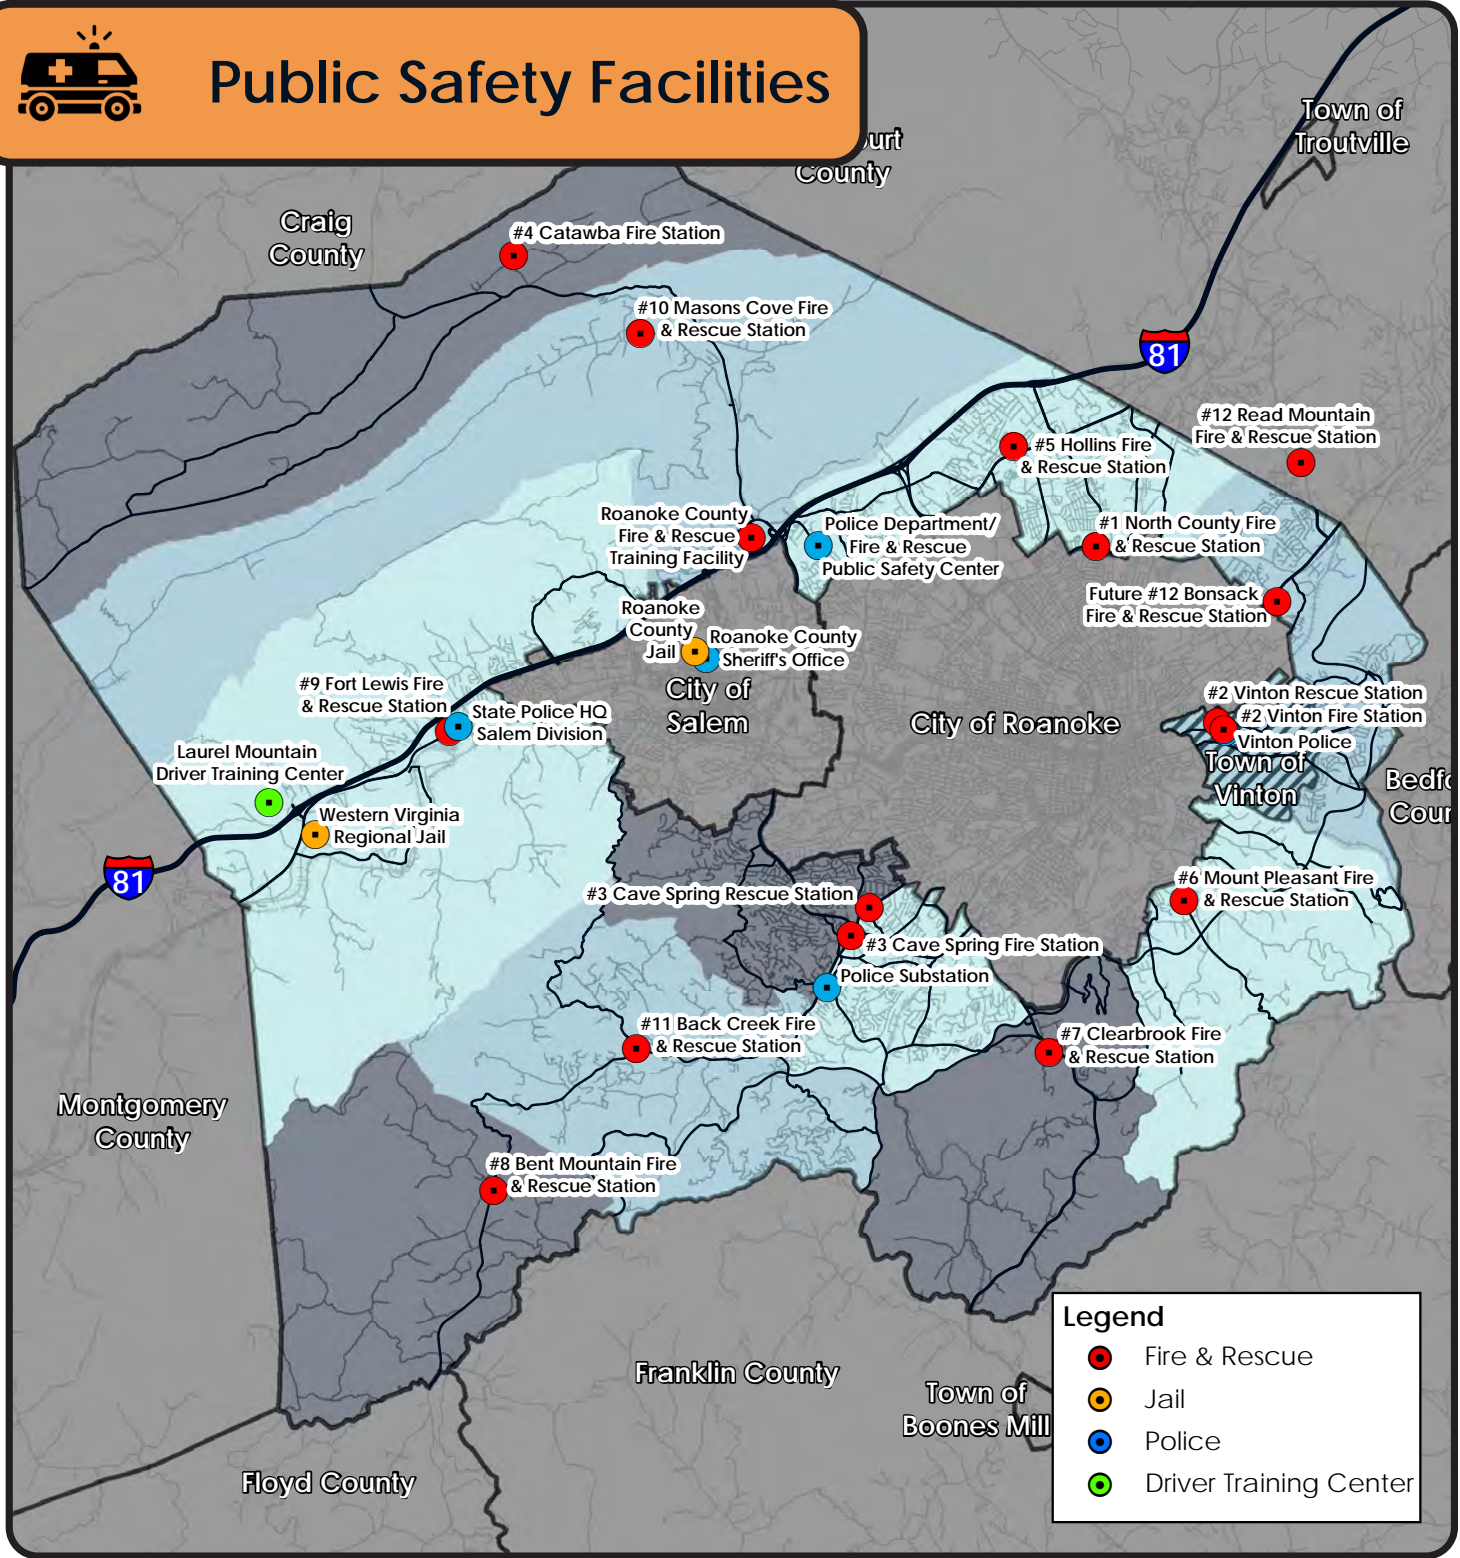 Public Safety Facilities
Town of
Troutville
County
Craig
County
#4 Catawba Fire Station
#10 Masons Cove Fire
& Rescue Station
81
#12 Read Mountain
Fire & Rescue Station
#5 Hollins Fire
& Rescue Station
Roanoke County
Fire & Rescue
Training Facility
Police Department/
Fire & Rescue
Public Safety Center
#1 North County Fire
& Rescue Station
Future #12 Bonsack
Fire & Rescue Station
Roanoke
County
Jail
Roanoke County
Sheriff's Office
City of
Salem
City of Roanoke
#9 Fort Lewis Fire
& Rescue Station
State Police HQ
Salem Division
#2 Vinton Rescue Station
#2 Vinton Fire Station
Vinton Police
Town of
Vinton
Laurel Mountain
Driver Training Center
Western Virginia
Regional Jail
81
#6 Mount Pleasant Fire
& Rescue Station
#3 Cave Spring Rescue Station
#3 Cave Spring Fire Station
Police Substation
#11 Back Creek Fire
& Rescue Station
#7 Clearbrook Fire
& Rescue Station
Montgomery
County
#8 Bent Mountain Fire
& Rescue Station
Franklin County
Town of
Boones Mill
Floyd County
Legend
Fire & Rescue
Jail
Police
Driver Training Center